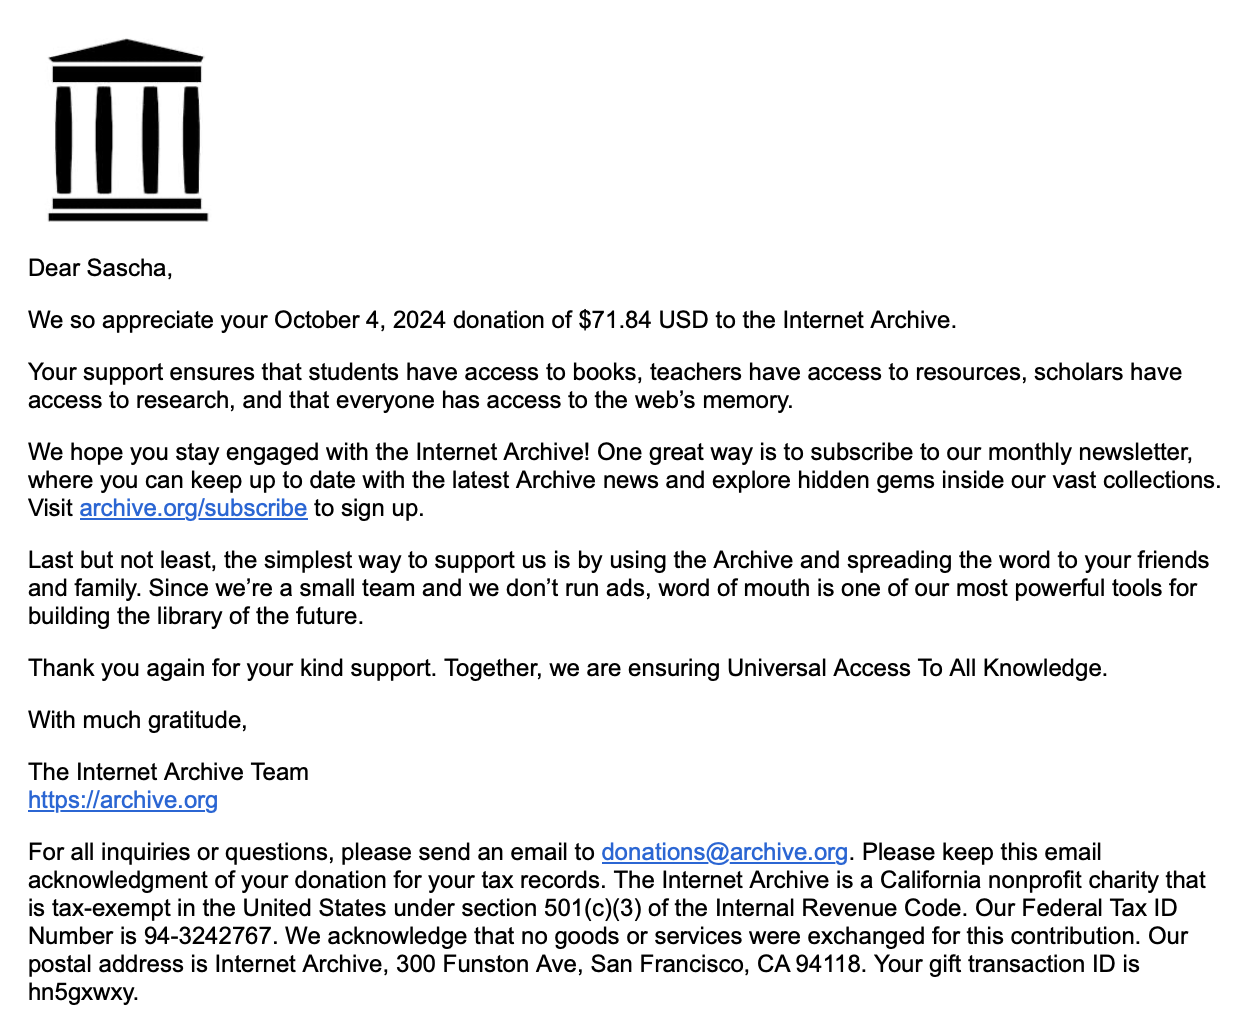 Dear Sascha,
We so appreciate your October 4, 2024 donation of $71.84 USD to the Internet Archive.
Your support ensures that students have access to books, teachers have access to resources, scholars have
access to research, and that everyone has access to the web’s memory.
We hope you stay engaged with the Internet Archive! One great way is to subscribe to our monthly newsletter,
where you can keep up to date with the latest Archive news and explore hidden gems inside our vast collections.
Visit archive.org/subscribe to sign up.
Last but not least, the simplest way to support us is by using the Archive and spreading the word to your friends
and family. Since we’re a small team and we don’t run ads, word of mouth is one of our most powerful tools for
building the library of the future.
Thank you again for your kind support. Together, we are ensuring Universal Access To All Knowledge.
With much gratitude,
The Internet Archive Team
https://archive.org
For all inquiries or questions, please send an email to donations@archive.org. Please keep this email
acknowledgment of your donation for your tax records. The Internet Archive is a California nonprofit charity that
is tax-exempt in the United States under section 501(c)(3) of the Internal Revenue Code. Our Federal Tax ID
Number is 94-3242767. We acknowledge that no goods or services were exchanged for this contribution. Our
postal address is Internet Archive, 300 Funston Ave, San Francisco, CA 94118. Your gift transaction ID is
hn5gxwxy.